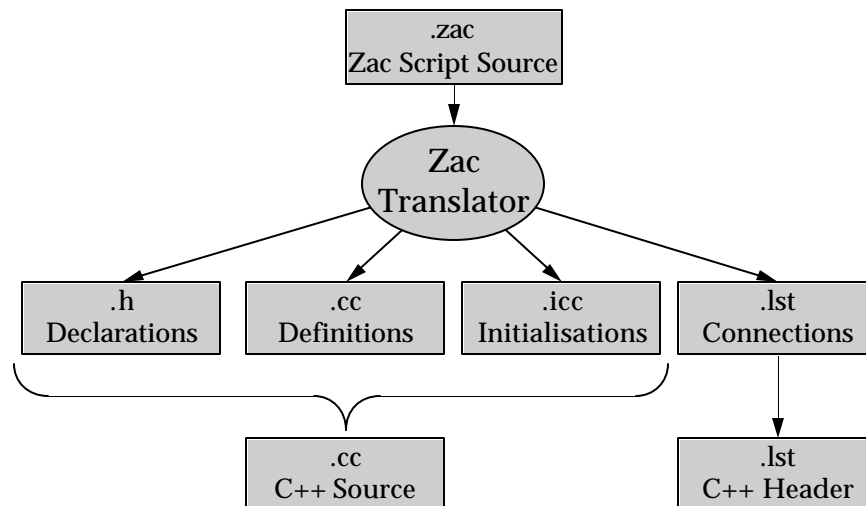 .zac
Zac Script Source
Zac
Translator
.h
Declarations
.cc
Definitions
.icc
Initialisations
.lst
Connections
.cc
C++ Source
.lst
C++ Header